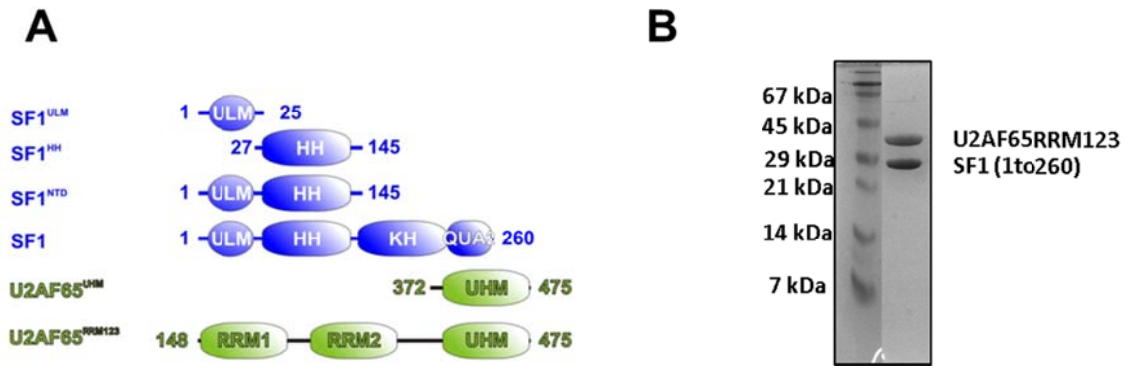 A
SF1ᵁᴸᴹ 1 ULM 25
SF1ᴴᴴ 27 HH 145
SF1ᴺᵀᴰ 1 ULM HH 145
SF1 1 ULM HH KH QUA2 260
U2AF65ᵁᴴᴹ 372 UHM 475
U2AF65ᴿᴿᴹ¹²³ 148 RRM1 RRM2 UHM 475
B
67 kDa
45 kDa
29 kDa
21 kDa
14 kDa
7 kDa
U2AF65RRM123
SF1 (1to260)